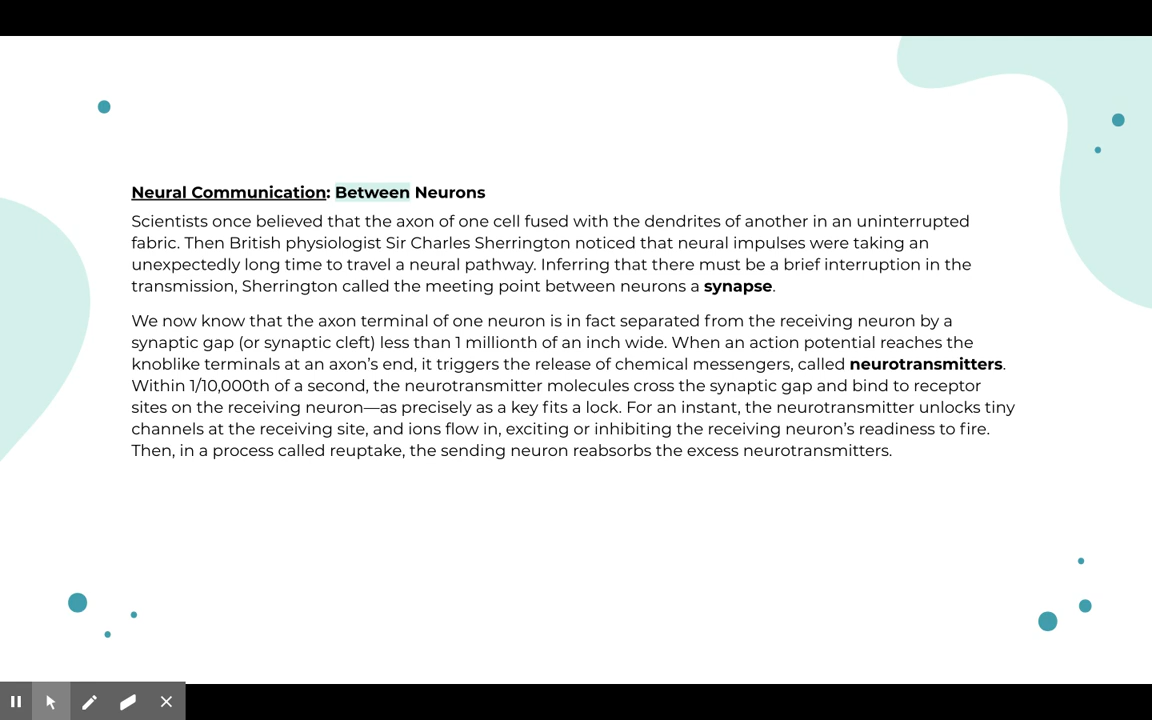 Neural Communication: Between Neurons
Scientists once believed that the axon of one cell fused with the dendrites of another in an uninterrupted
fabric. Then British physiologist Sir Charles Sherrington noticed that neural impulses were taking an
unexpectedly long time to travel a neural pathway. Inferring that there must be a brief interruption in the
transmission, Sherrington called the meeting point between neurons a synapse.
We now know that the axon terminal of one neuron is in fact separated from the receiving neuron by a
synaptic gap (or synaptic cleft) less than 1 millionth of an inch wide. When an action potential reaches the
knoblike terminals at an axon’s end, it triggers the release of chemical messengers, called neurotransmitters.
Within 1/10,000th of a second, the neurotransmitter molecules cross the synaptic gap and bind to receptor
sites on the receiving neuron—as precisely as a key fits a lock. For an instant, the neurotransmitter unlocks tiny
channels at the receiving site, and ions flow in, exciting or inhibiting the receiving neuron’s readiness to fire.
Then, in a process called reuptake, the sending neuron reabsorbs the excess neurotransmitters.